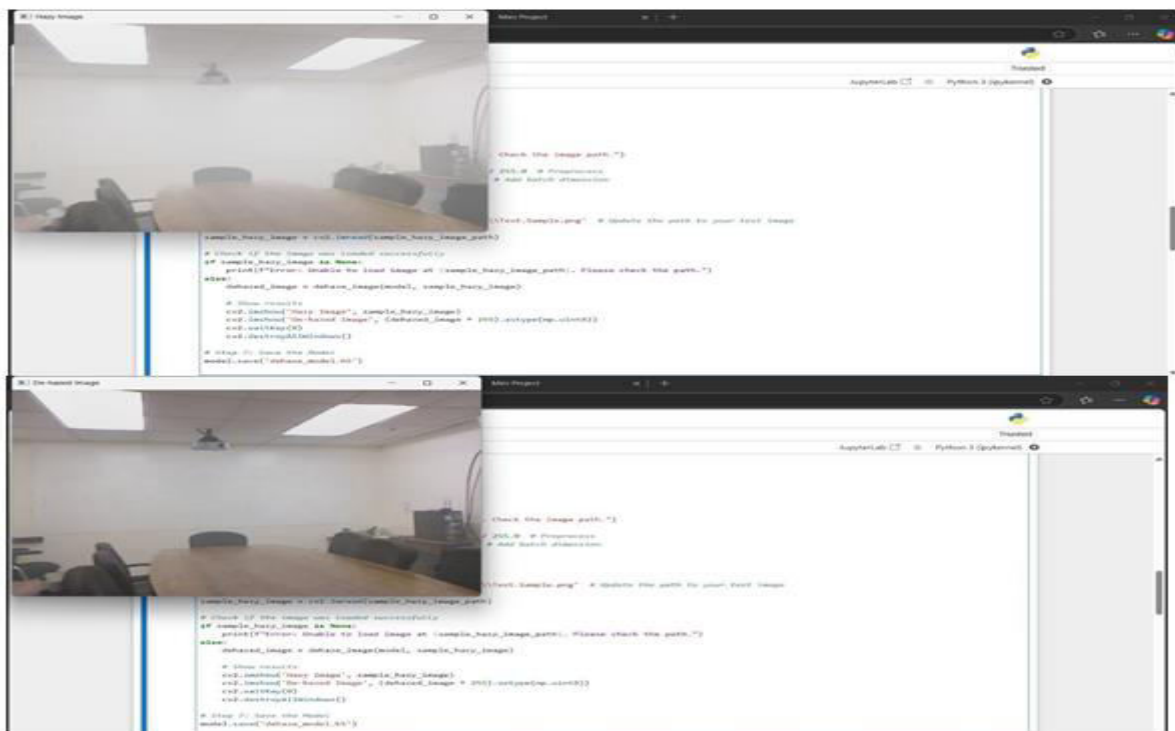 Hazy Image
Mini Project
Trusted
JupyterLab
Python 3 (ipykernel)
Check the image path.")
/ 255.0 # Preprocess
# Add batch dimension
\\Test.Sample.png" # Update the path to your test image
sample_hazy_image = cv2.imread(sample_hazy_image_path)
# Check if the image was loaded successfully
if sample_hazy_image is None:
print(f"Error: Unable to load image at {sample_hazy_image_path}. Please check the path.")
else:
dehazed_image = dehaze_image(model, sample_hazy_image)
# Show results
cv2.imshow("Hazy Image", sample_hazy_image)
cv2.imshow("De-hazed Image", (dehazed_image * 255).astype(np.uint8))
cv2.waitKey(0)
cv2.destroyAllWindows()
# Step 7: Save the Model
model.save("dehaze_model.h5")
De-hazed Image
Mini Project
Trusted
JupyterLab
Python 3 (ipykernel)
Check the image path.")
/ 255.0 # Preprocess
# Add batch dimension
\\Test.Sample.png" # Update the path to your test image
sample_hazy_image = cv2.imread(sample_hazy_image_path)
# Check if the image was loaded successfully
if sample_hazy_image is None:
print(f"Error: Unable to load image at {sample_hazy_image_path}. Please check the path.")
else:
dehazed_image = dehaze_image(model, sample_hazy_image)
# Show results
cv2.imshow("Hazy Image", sample_hazy_image)
cv2.imshow("De-hazed Image", (dehazed_image * 255).astype(np.uint8))
cv2.waitKey(0)
cv2.destroyAllWindows()
# Step 7: Save the Model
model.save("dehaze_model.h5")